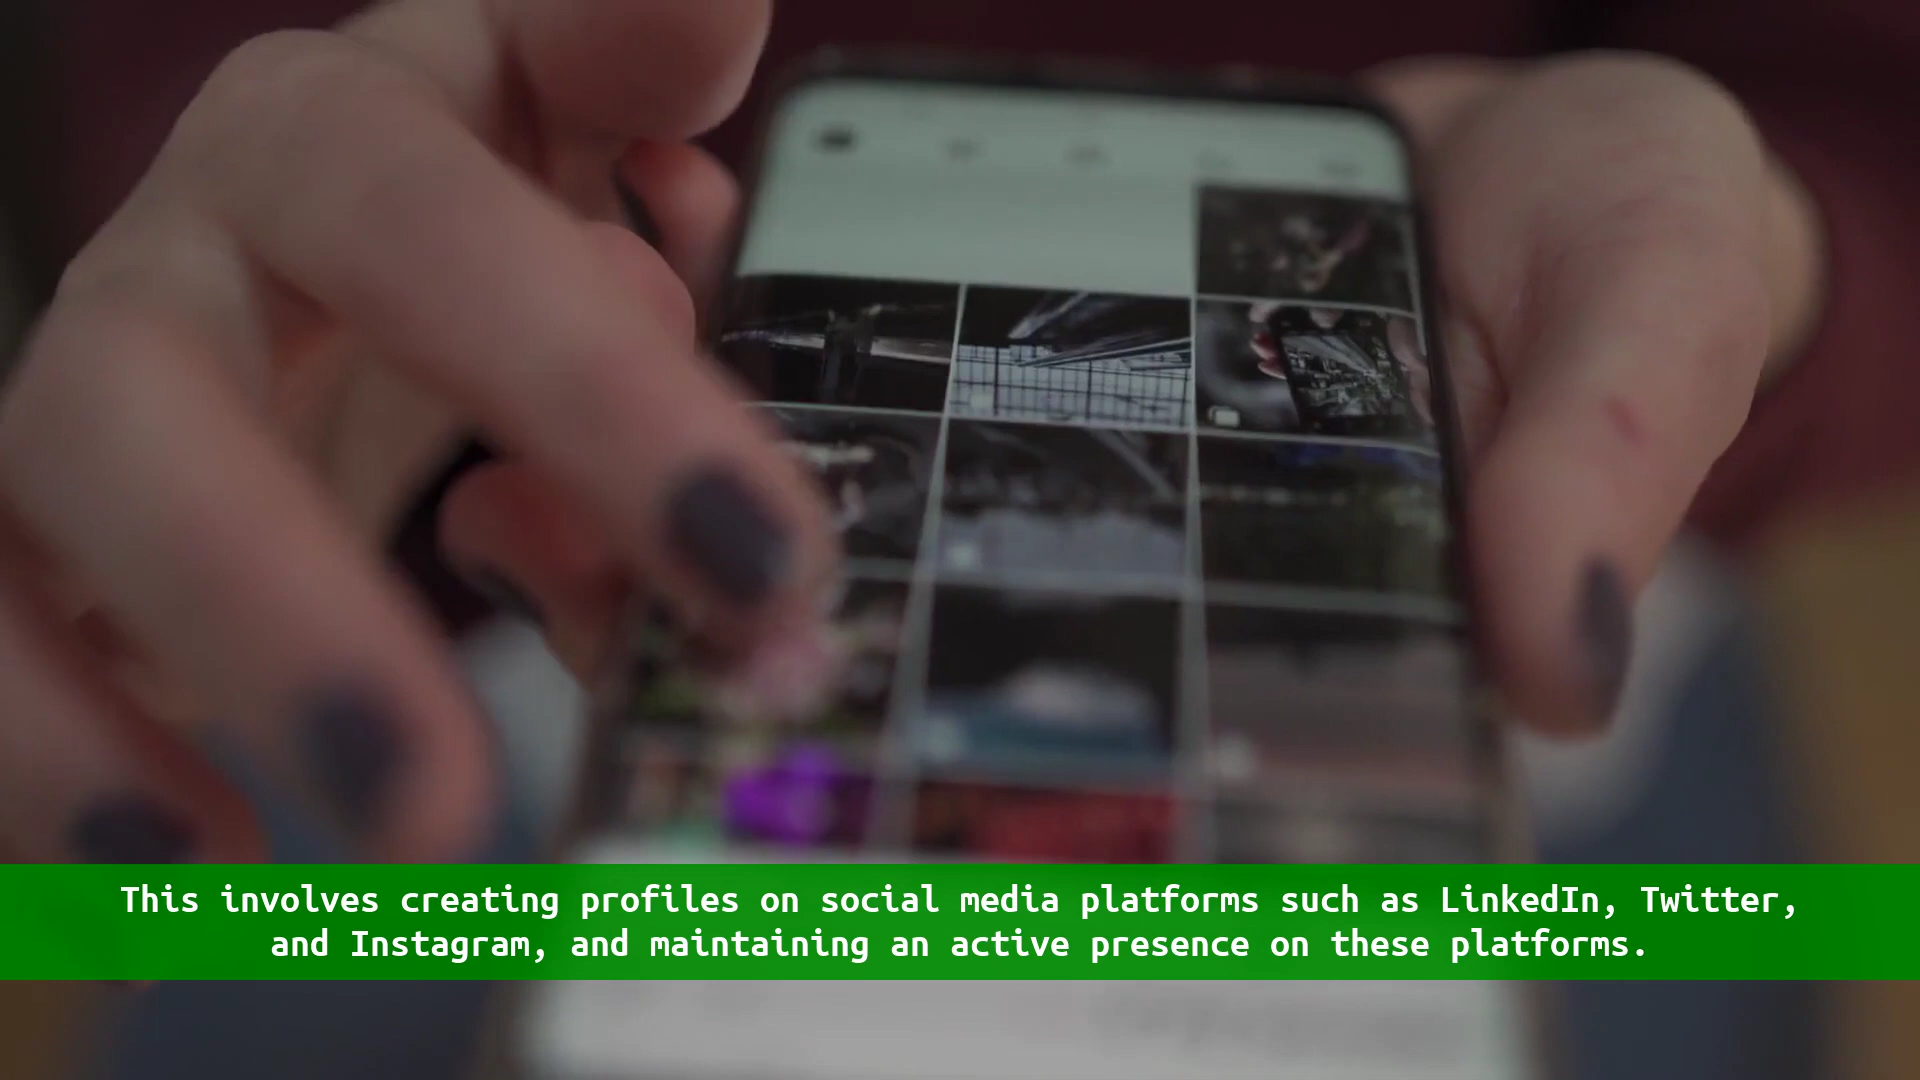 This involves creating profiles on social media platforms such as LinkedIn, Twitter,
and Instagram, and maintaining an active presence on these platforms.